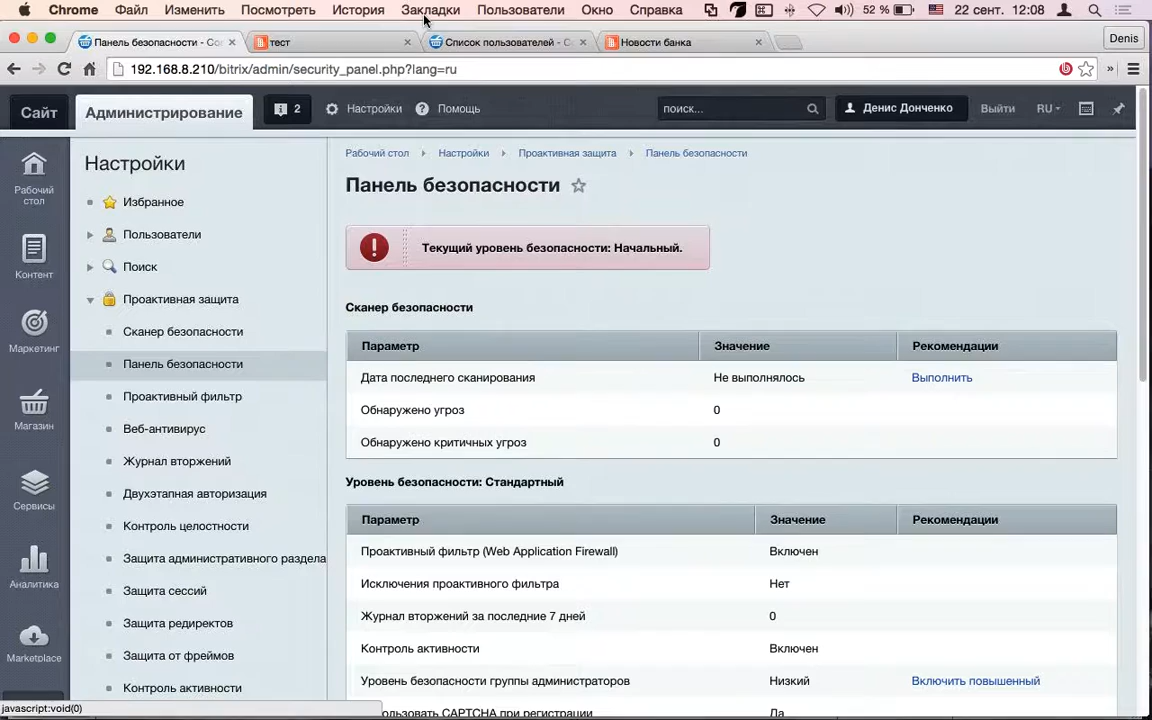 Chrome Файл Изменить Посмотреть История Закладки Пользователи Окно Справка 52 % 22 сент. 12:08
Панель безопасности - Co тест Список пользователей - C Новости банка Denis
192.168.8.210/bitrix/admin/security_panel.php?lang=ru
Сайт Администрирование 2 Настройки Помощь поиск... Денис Донченко Выйти RU
Рабочий стол
Контент
Маркетинг
Магазин
Сервисы
Аналитика
Marketplace
Настройки
Избранное
Пользователи
Поиск
Проактивная защита
Сканер безопасности
Панель безопасности
Проактивный фильтр
Веб-антивирус
Журнал вторжений
Двухэтапная авторизация
Контроль целостности
Защита административного раздела
Защита сессий
Защита редиректов
Защита от фреймов
Контроль активности
Рабочий стол Настройки Проактивная защита Панель безопасности
Панель безопасности
Текущий уровень безопасности: Начальный.
Сканер безопасности
Параметр Значение Рекомендации
Дата последнего сканирования Не выполнялось Выполнить
Обнаружено угроз 0
Обнаружено критичных угроз 0
Уровень безопасности: Стандартный
Параметр Значение Рекомендации
Проактивный фильтр (Web Application Firewall) Включен
Исключения проактивного фильтра Нет
Журнал вторжений за последние 7 дней 0
Контроль активности Включен
Уровень безопасности группы администраторов Низкий Включить повышенный
пользовать CAPTCHA при регистрации Да
javascript:void(0)